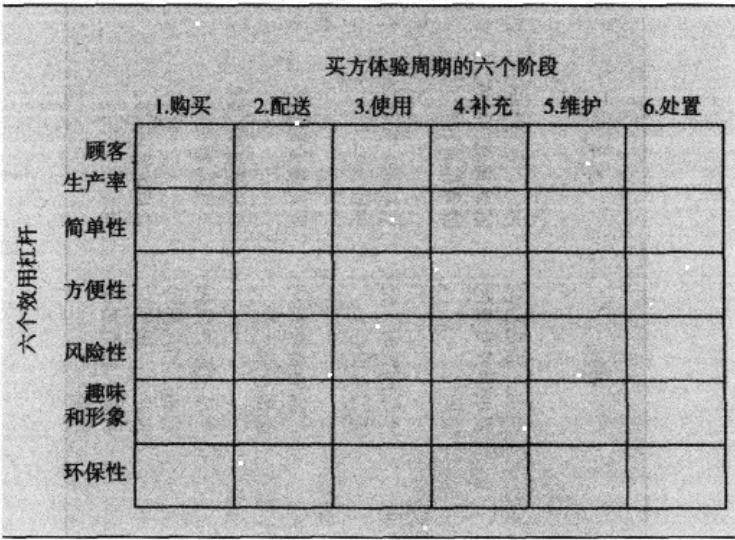 买方体验周期的六个阶段
1.购买 2.配送 3.使用 4.补充 5.维护 6.处置
六个效用杠杆
顾客
生产率
简单性
方便性
风险性
趣味
和形象
环保性